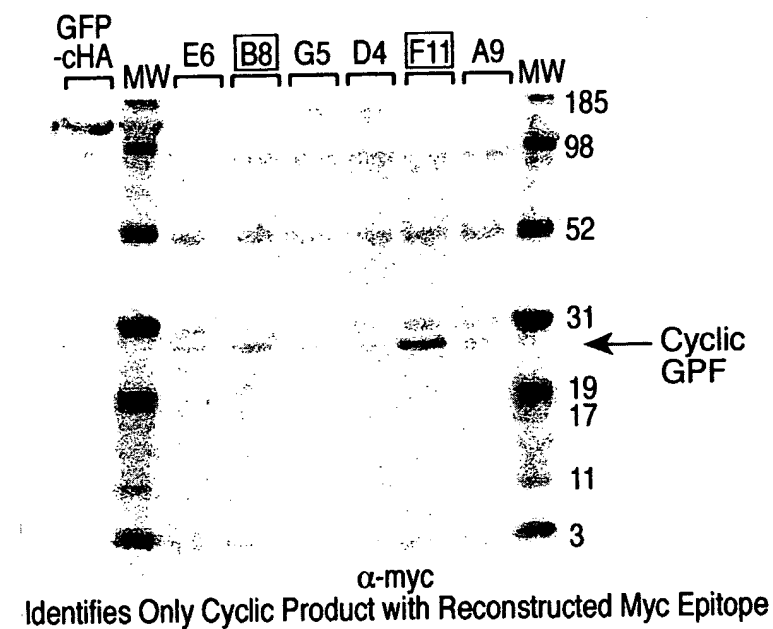 GFP
-cHA
MW
E6
B8
G5
D4
F11
A9
MW
185
98
52
31
Cyclic
GPF
19
17
11
3
α-myc
Identifies Only Cyclic Product with Reconstructed Myc Epitope